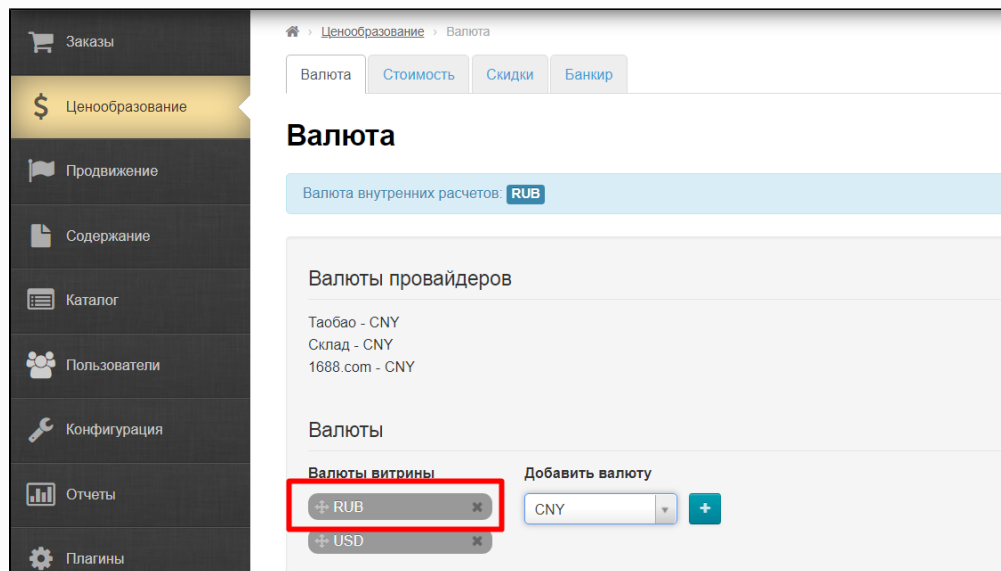 Заказы
Ценообразование
Продвижение
Содержание
Каталог
Пользователи
Конфигурация
Отчеты
Плагины
› Ценообразование › Валюта
Валюта Стоимость Скидки Банкир
Валюта
Валюта внутренних расчетов: RUB
Валюты провайдеров
Таобао - CNY
Склад - CNY
1688.com - CNY
Валюты
Валюты витрины Добавить валюту
RUB CNY
USD